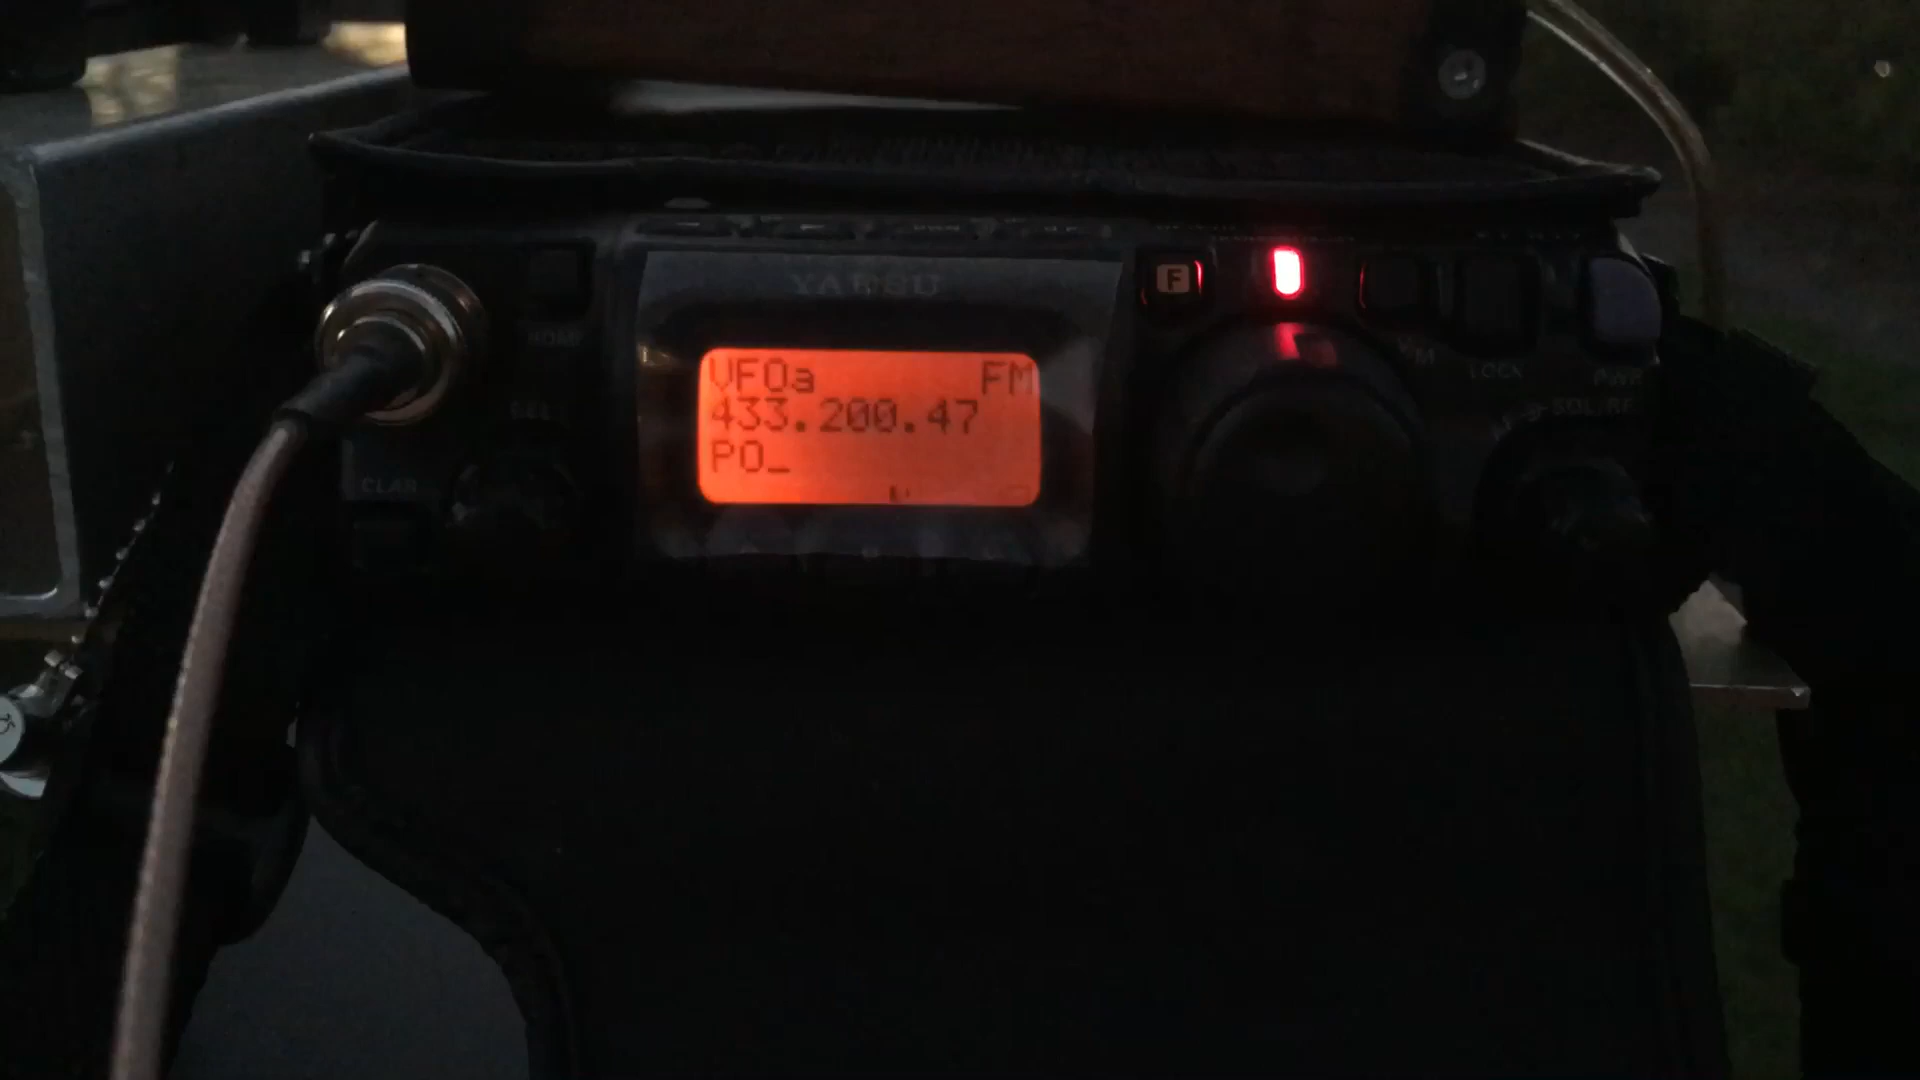 YAESU
F
HOME
V/M
LOCK
PWR
SQL/RF
SEL
CLAR
VFOa FM
433.200.47
PO_